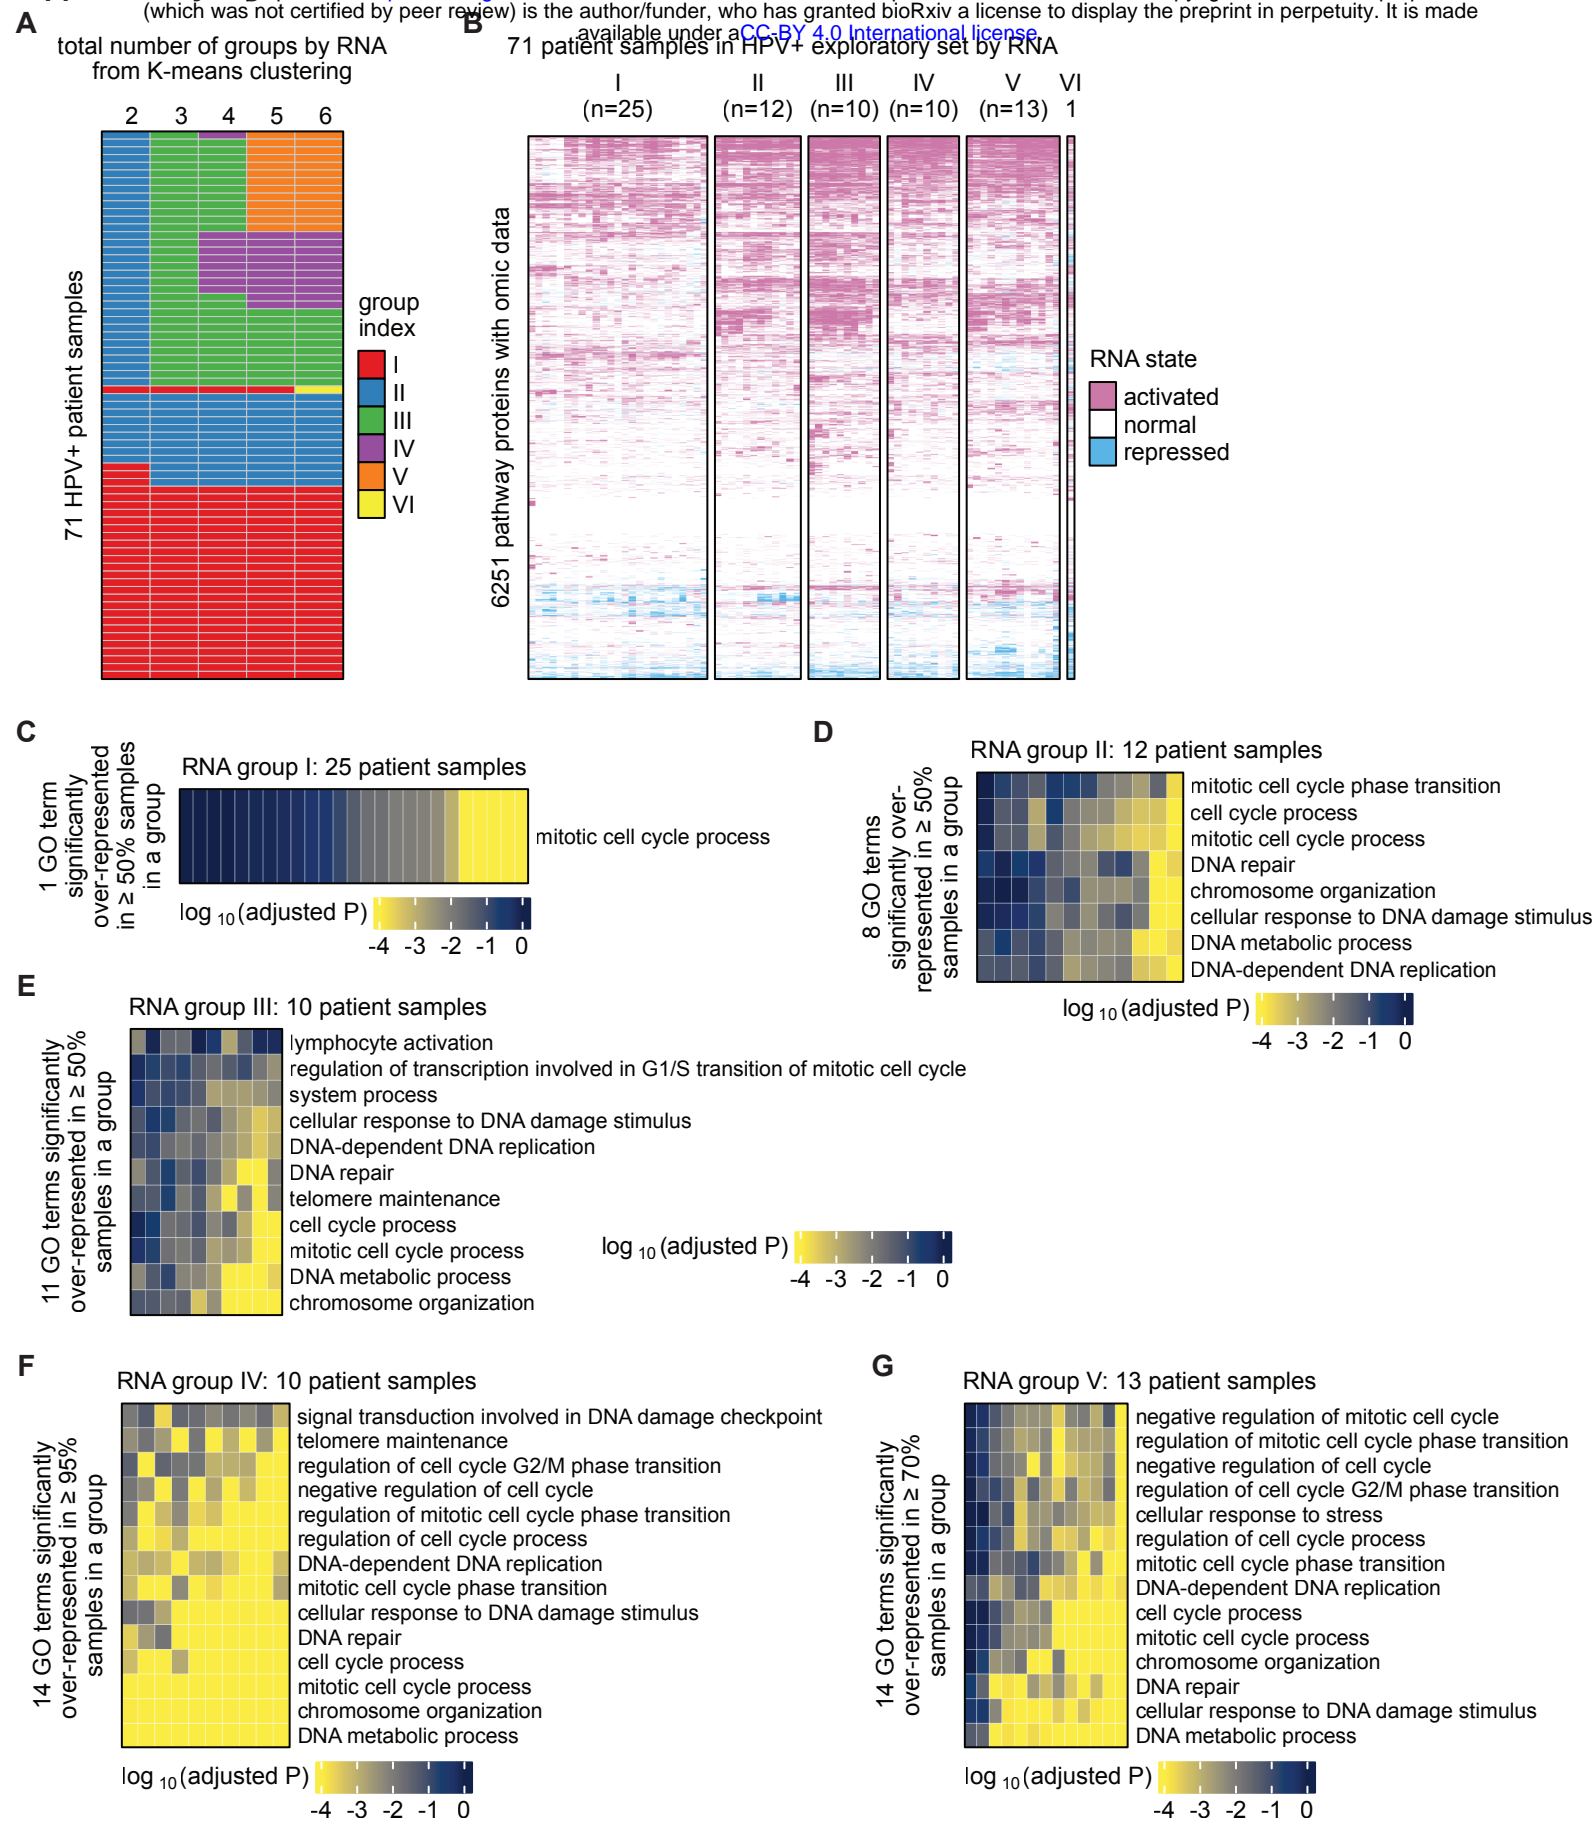 (which was not certified by peer review) is the author/funder, who has granted bioRxiv a license to display the preprint in perpetuity. It is made
available under aCC-BY 4.0 International license.
A
total number of groups by RNA
from K-means clustering
2 3 4 5 6
71 HPV+ patient samples
group
index
I
II
III
IV
V
VI
B
71 patient samples in HPV+ exploratory set by RNA
I II III IV V VI
(n=25) (n=12) (n=10) (n=10) (n=13) 1
6251 pathway proteins with omic data
RNA state
activated
normal
repressed
C
1 GO term
significantly
over-represented
in ≥ 50% samples
in a group
RNA group I: 25 patient samples
mitotic cell cycle process
log 10 (adjusted P)
-4 -3 -2 -1 0
D
8 GO terms
significantly over-
represented in ≥ 50%
samples in a group
RNA group II: 12 patient samples
mitotic cell cycle phase transition
cell cycle process
mitotic cell cycle process
DNA repair
chromosome organization
cellular response to DNA damage stimulus
DNA metabolic process
DNA-dependent DNA replication
log 10 (adjusted P)
-4 -3 -2 -1 0
E
11 GO terms significantly
over-represented in ≥ 50%
samples in a group
RNA group III: 10 patient samples
lymphocyte activation
regulation of transcription involved in G1/S transition of mitotic cell cycle
system process
cellular response to DNA damage stimulus
DNA-dependent DNA replication
DNA repair
telomere maintenance
cell cycle process
mitotic cell cycle process
DNA metabolic process
chromosome organization
log 10 (adjusted P)
-4 -3 -2 -1 0
F
14 GO terms significantly
over-represented in ≥ 95%
samples in a group
RNA group IV: 10 patient samples
signal transduction involved in DNA damage checkpoint
telomere maintenance
regulation of cell cycle G2/M phase transition
negative regulation of cell cycle
regulation of mitotic cell cycle phase transition
regulation of cell cycle process
DNA-dependent DNA replication
mitotic cell cycle phase transition
cellular response to DNA damage stimulus
DNA repair
cell cycle process
mitotic cell cycle process
chromosome organization
DNA metabolic process
log 10 (adjusted P)
-4 -3 -2 -1 0
G
14 GO terms significantly
over-represented in ≥ 70%
samples in a group
RNA group V: 13 patient samples
negative regulation of mitotic cell cycle
regulation of mitotic cell cycle phase transition
negative regulation of cell cycle
regulation of cell cycle G2/M phase transition
cellular response to stress
regulation of cell cycle process
mitotic cell cycle phase transition
DNA-dependent DNA replication
cell cycle process
mitotic cell cycle process
chromosome organization
DNA repair
cellular response to DNA damage stimulus
DNA metabolic process
log 10 (adjusted P)
-4 -3 -2 -1 0